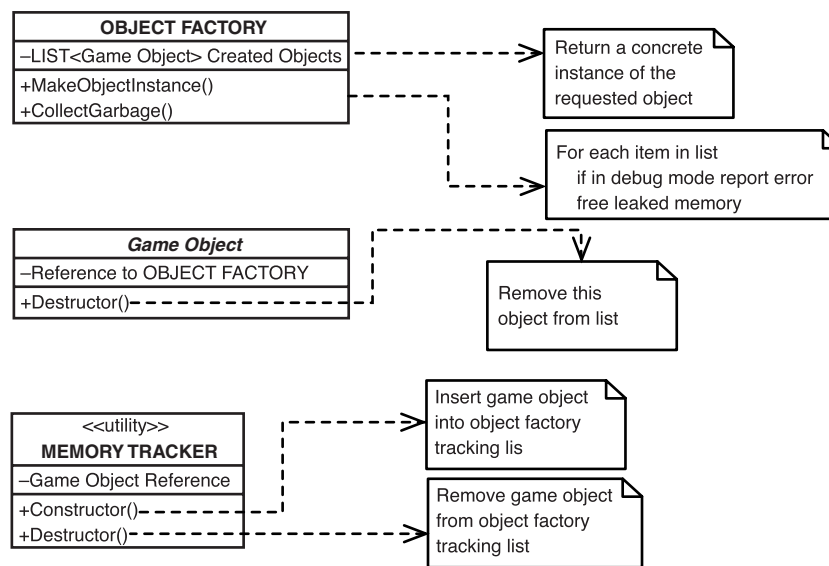 OBJECT FACTORY
–LIST<Game Object> Created Objects
+MakeObjectInstance()
+CollectGarbage()
Return a concrete
instance of the
requested object
For each item in list
if in debug mode report error
free leaked memory
Game Object
–Reference to OBJECT FACTORY
+Destructor()
Remove this
object from list
<<utility>>
MEMORY TRACKER
–Game Object Reference
+Constructor()
+Destructor()
Insert game object
into object factory
tracking lis
Remove game object
from object factory
tracking list